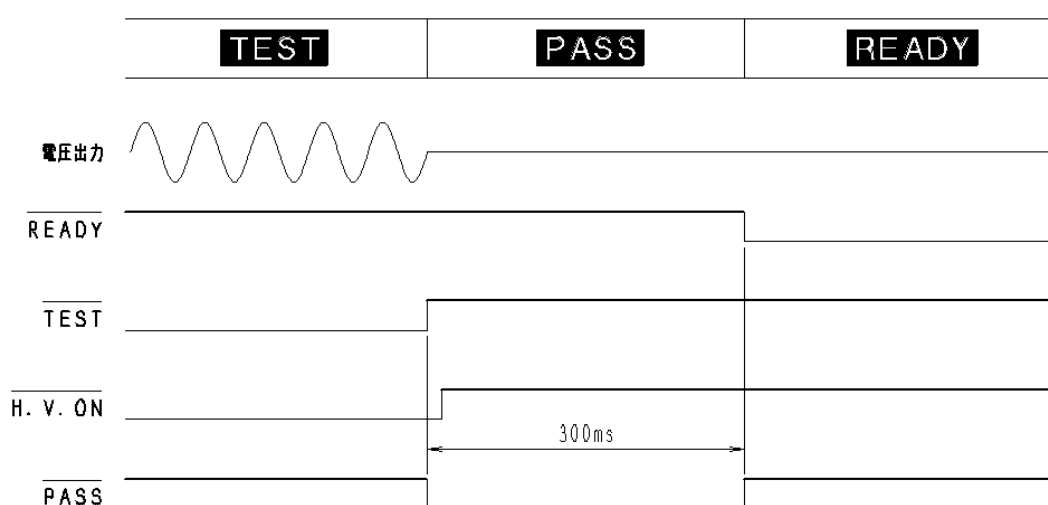 TEST PASS READY
電圧出力
READY
TEST
H.V.ON
300ms
PASS